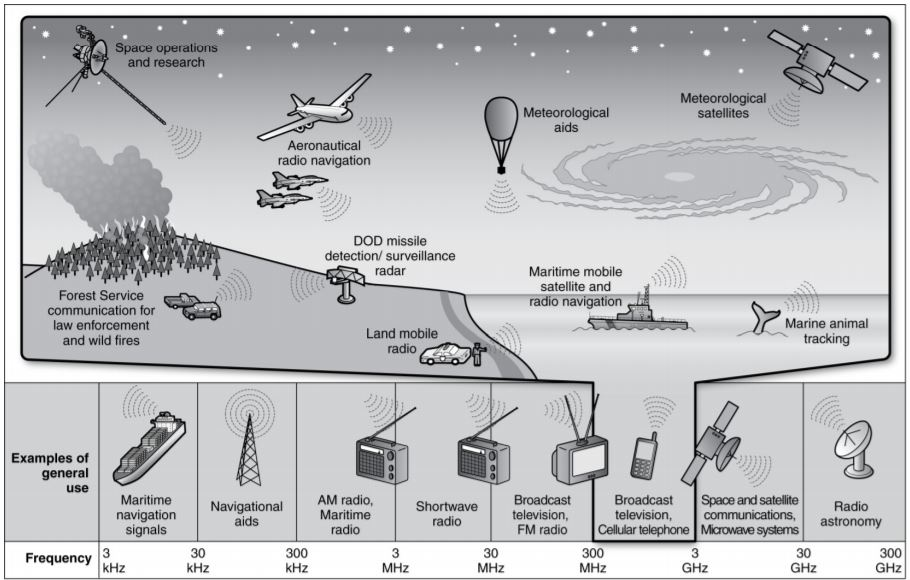 Space operations
and research
Aeronautical
radio navigation
Meteorological
aids
Meteorological
satellites
DOD missile
detection/ surveillance
radar
Forest Service
communication for
law enforcement
and wild fires
Land mobile
radio
Maritime mobile
satellite and
radio navigation
Marine animal
tracking
Examples of
general
use
Maritime
navigation
signals
Navigational
aids
AM radio,
Maritime
radio
Shortwave
radio
Broadcast
television,
FM radio
Broadcast
television,
Cellular telephone
Space and satellite
communications,
Microwave systems
Radio
astronomy
Frequency
3
kHz
30
kHz
300
kHz
3
MHz
30
MHz
300
MHz
3
GHz
30
GHz
300
GHz